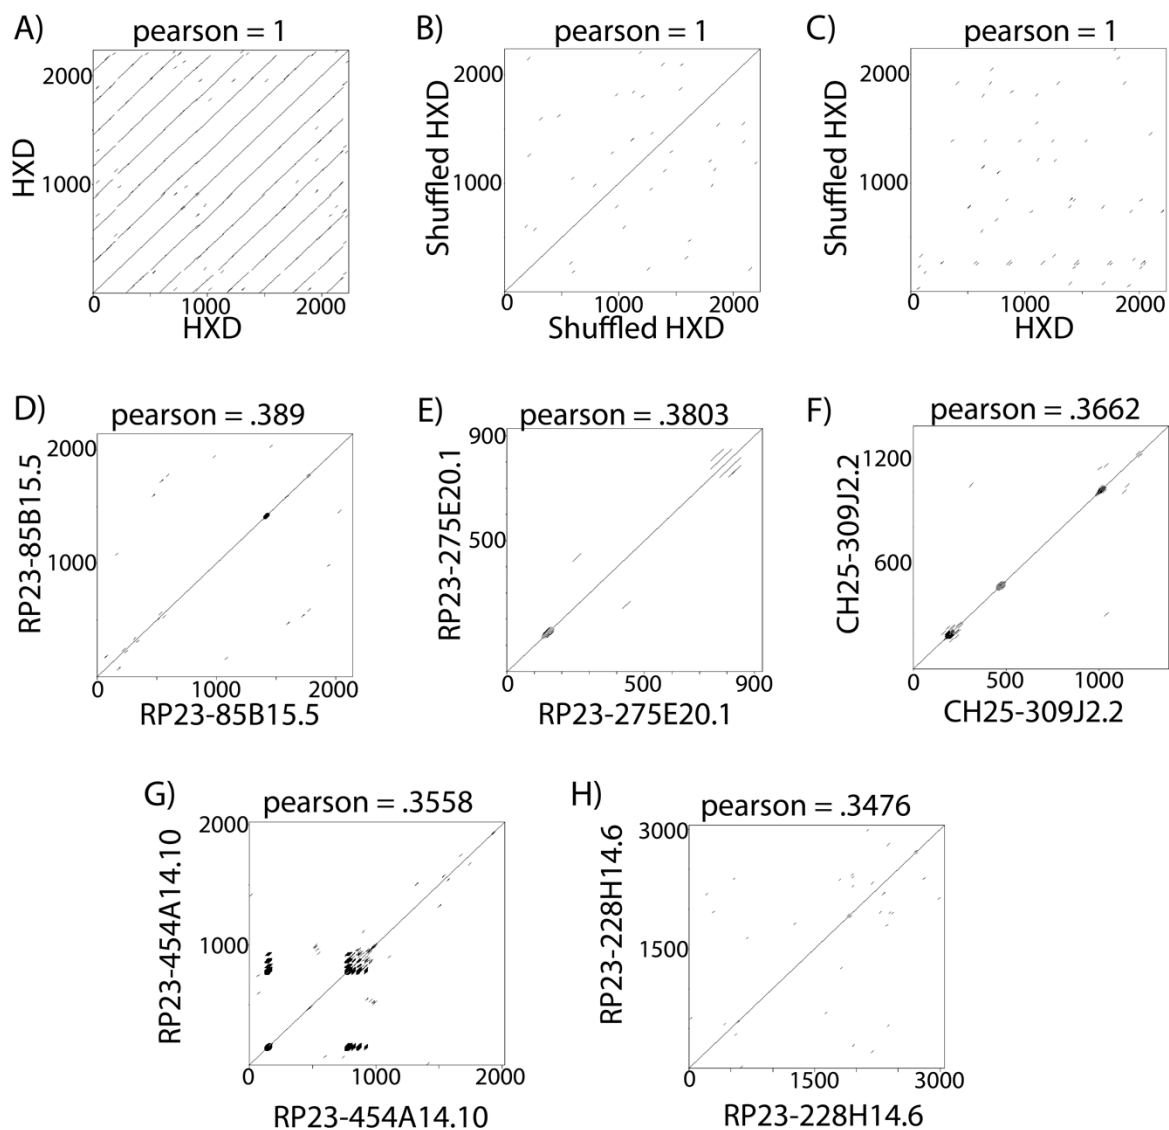 A)
pearson = 1
2000
1000
HXD
0
1000
2000
HXD
B)
pearson = 1
2000
1000
Shuffled HXD
0
1000
2000
Shuffled HXD
C)
pearson = 1
2000
1000
Shuffled HXD
0
1000
2000
HXD
D)
pearson = .389
2000
1000
RP23-85B15.5
0
1000
2000
RP23-85B15.5
E)
pearson = .3803
900
500
RP23-275E20.1
0
500
900
RP23-275E20.1
F)
pearson = .3662
1200
600
CH25-309J2.2
0
500
1000
CH25-309J2.2
G)
pearson = .3558
2000
1000
RP23-454A14.10
0
1000
2000
RP23-454A14.10
H)
pearson = .3476
3000
1500
RP23-228H14.6
0
1500
3000
RP23-228H14.6